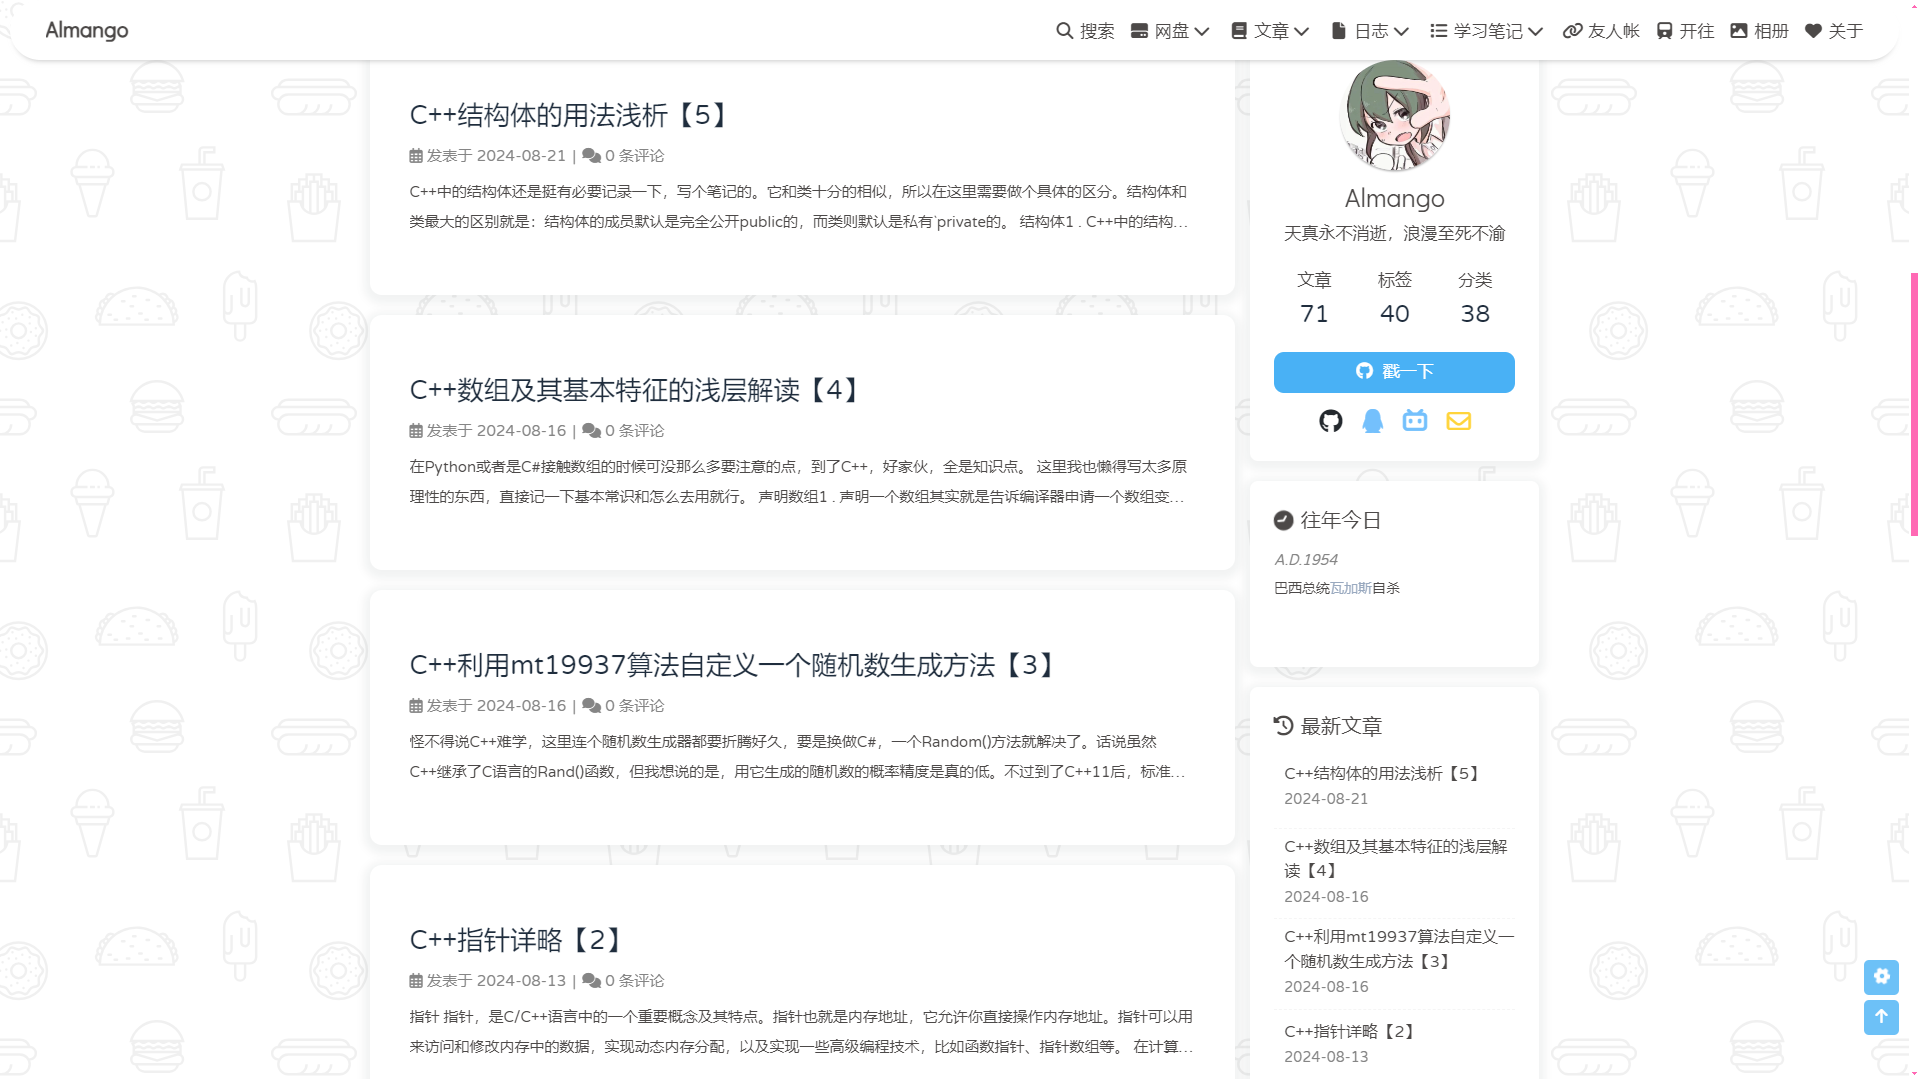 Almango
搜索 网盘 文章 日志 学习笔记 友人帐 开往 相册 关于
C++结构体的用法浅析【5】
发表于 2024-08-21 | 0 条评论
C++中的结构体还是挺有必要记录一下，写个笔记的。它和类十分的相似，所以在这里需要做个具体的区分。结构体和
类最大的区别就是：结构体的成员默认是完全公开public的，而类则默认是私有`private的。 结构体1 . C++中的结构...
C++数组及其基本特征的浅层解读【4】
发表于 2024-08-16 | 0 条评论
在Python或者是C#接触数组的时候可没那么多要注意的点，到了C++，好家伙，全是知识点。 这里我也懒得写太多原
理性的东西，直接记一下基本常识和怎么去用就行。 声明数组1 . 声明一个数组其实就是告诉编译器申请一个数组变...
C++利用mt19937算法自定义一个随机数生成方法【3】
发表于 2024-08-16 | 0 条评论
怪不得说C++难学，这里连个随机数生成器都要折腾好久，要是换做C#，一个Random()方法就解决了。话说虽然
C++继承了C语言的Rand()函数，但我想说的是，用它生成的随机数的概率精度是真的低。不过到了C++11后，标准...
C++指针详略【2】
发表于 2024-08-13 | 0 条评论
指针 指针，是C/C++语言中的一个重要概念及其特点。指针也就是内存地址，它允许你直接操作内存地址。指针可以用
来访问和修改内存中的数据，实现动态内存分配，以及实现一些高级编程技术，比如函数指针、指针数组等。 在计算...
Almango
天真永不消逝，浪漫至死不渝
文章 标签 分类
71 40 38
戳一下
往年今日
A.D.1954
巴西总统瓦加斯自杀
最新文章
C++结构体的用法浅析【5】
2024-08-21
C++数组及其基本特征的浅层解
读【4】
2024-08-16
C++利用mt19937算法自定义一
个随机数生成方法【3】
2024-08-16
C++指针详略【2】
2024-08-13